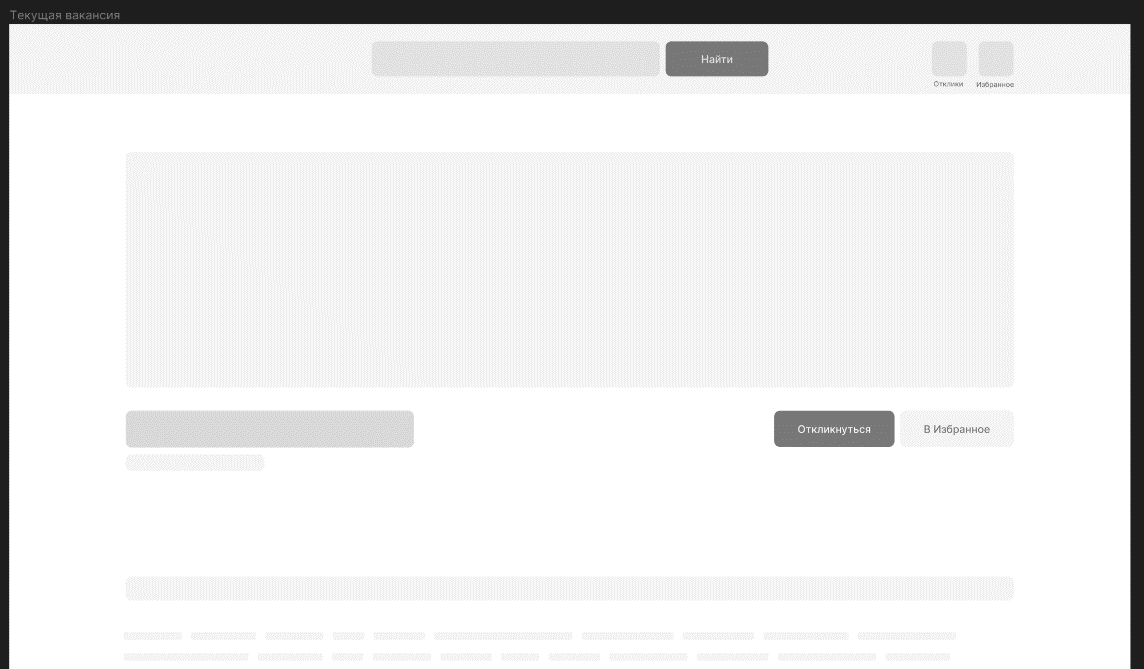 Текущая вакансия
Найти
Отклики
Избранное
Откликнуться
В Избранное